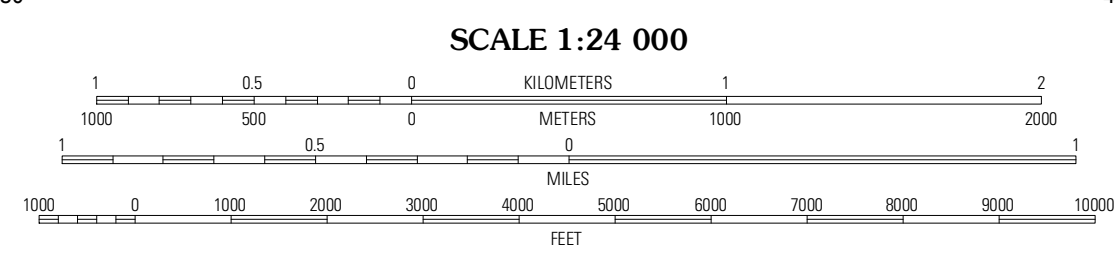 SCALE 1:24 000
1 0.5 0 KILOMETERS 1 2
1000 500 0 METERS 1000 2000
1 0.5 0 1
MILES
1000 0 1000 2000 3000 4000 5000 6000 7000 8000 9000 10000
FEET